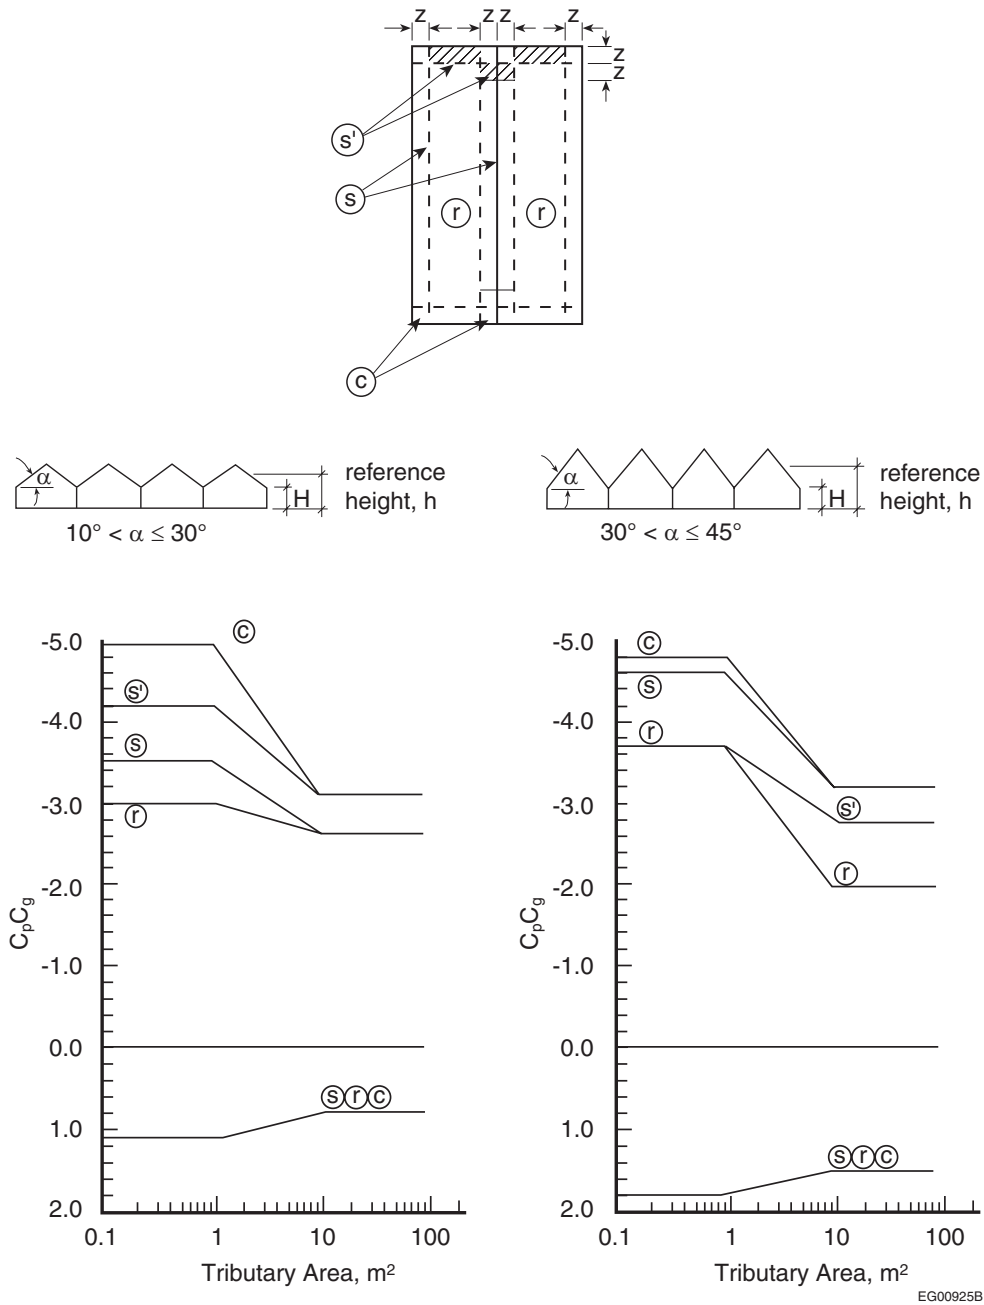 z z z z
z
z
s'
s
r r
c
α
H
reference
height, h
10° < α ≤ 30°
α
H
reference
height, h
30° < α ≤ 45°
-5.0
-4.0
-3.0
-2.0
-1.0
0.0
1.0
2.0
CpCg
c
s'
s
r
s r c
0.1 1 10 100
Tributary Area, m²
-5.0
-4.0
-3.0
-2.0
-1.0
0.0
1.0
2.0
CpCg
c
s
r
s'
r
s r c
0.1 1 10 100
Tributary Area, m²
EG00925B